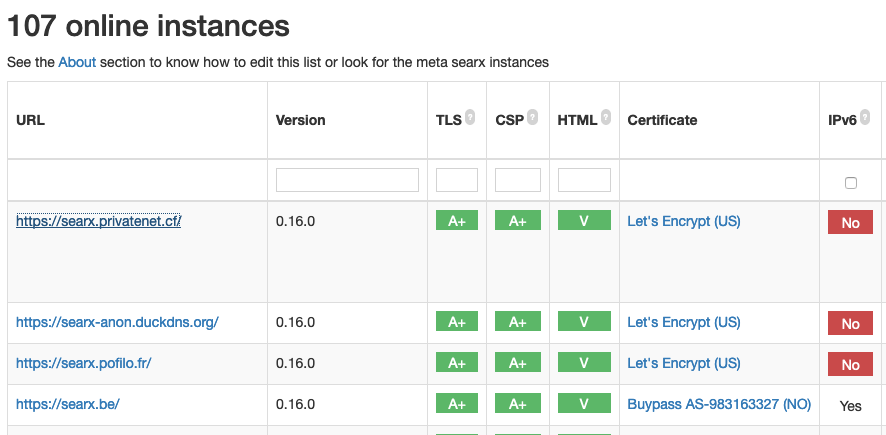 107 online instances
See the About section to know how to edit this list or look for the meta searx instances
URL Version TLS ? CSP ? HTML ? Certificate IPv6 ?
https://searx.privatenet.cf/ 0.16.0 A+ A+ V Let's Encrypt (US) No
https://searx-anon.duckdns.org/ 0.16.0 A+ A+ V Let's Encrypt (US) No
https://searx.pofilo.fr/ 0.16.0 A+ A+ V Let's Encrypt (US) No
https://searx.be/ 0.16.0 A+ A+ V Buypass AS-983163327 (NO) Yes